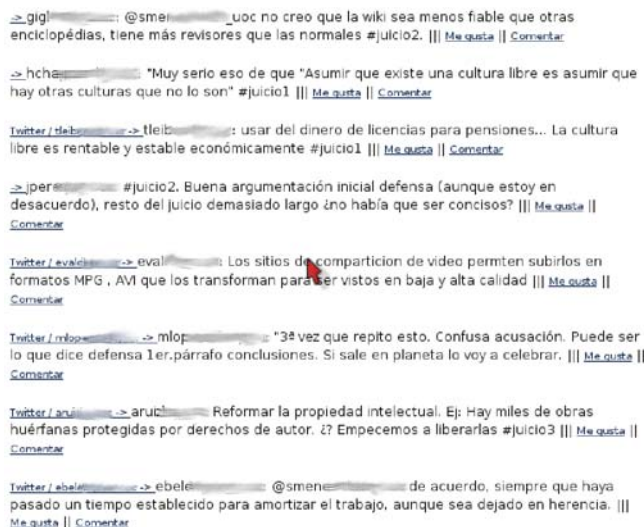 -> gigl : @smen _uoc no creo que la wiki sea menos fiable que otras
enciclopédias, tiene más revisores que las normales #juicio2. ||| Me gusta || Comentar
-> hcha : "Muy serio eso de que "Asumir que existe una cultura libre es asumir que
hay otras culturas que no lo son" #juicio1 ||| Me gusta || Comentar
Twitter / tleib -> tleib : usar del dinero de licencias para pensiones... La cultura
libre es rentable y estable económicamente #juicio1 ||| Me gusta || Comentar
-> jper #juicio2. Buena argumentación inicial defensa (aunque estoy en
desacuerdo), resto del juicio demasiado largo ¿no había que ser concisos? ||| Me gusta ||
Comentar
Twitter / evalc -> eval : Los sitios de comparticion de video permten subirlos en
formatos MPG , AVI que los transforman para ser vistos en baja y alta calidad ||| Me gusta ||
Comentar
Twitter / mlop -> mlop "3ª vez que repito esto. Confusa acusación. Puede ser
lo que dice defensa 1er.párrafo conclusiones. Si sale en planeta lo voy a celebrar. ||| Me gusta ||
Comentar
Twitter / arui -> arui Reformar la propiedad intelectual. Ej: Hay miles de obras
huérfanas protegidas por derechos de autor. ¿? Empecemos a liberarlas #juicio3 ||| Me gusta ||
Comentar
Twitter / ebele -> ebele @smene de acuerdo, siempre que haya
pasado un tiempo establecido para amortizar el trabajo, aunque sea dejado en herencia. |||
Me gusta || Comentar